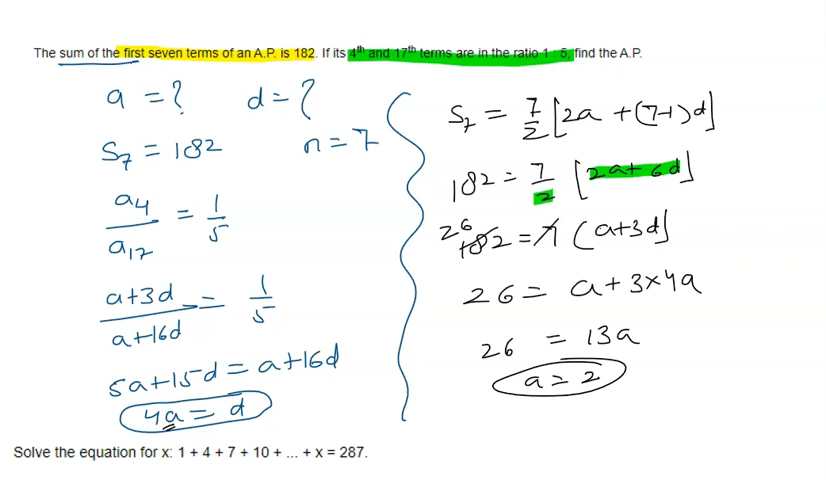 The sum of the first seven terms of an A.P. is 182. If its 4th and 17th terms are in the ratio 1 : 5, find the A.P.
a = ? d = ?
S7 = 182 n = 7
a4/a17 = 1/5
a+3d/a+16d = 1/5
5a+15d = a+16d
4a = d
S7 = 7/2 [2a + (7-1)d]
182 = 7/2 [2a+6d]
26 182 = 7 (a+3d]
26 = a + 3×4a
26 = 13a
a = 2
Solve the equation for x: 1 + 4 + 7 + 10 + ... + x = 287.